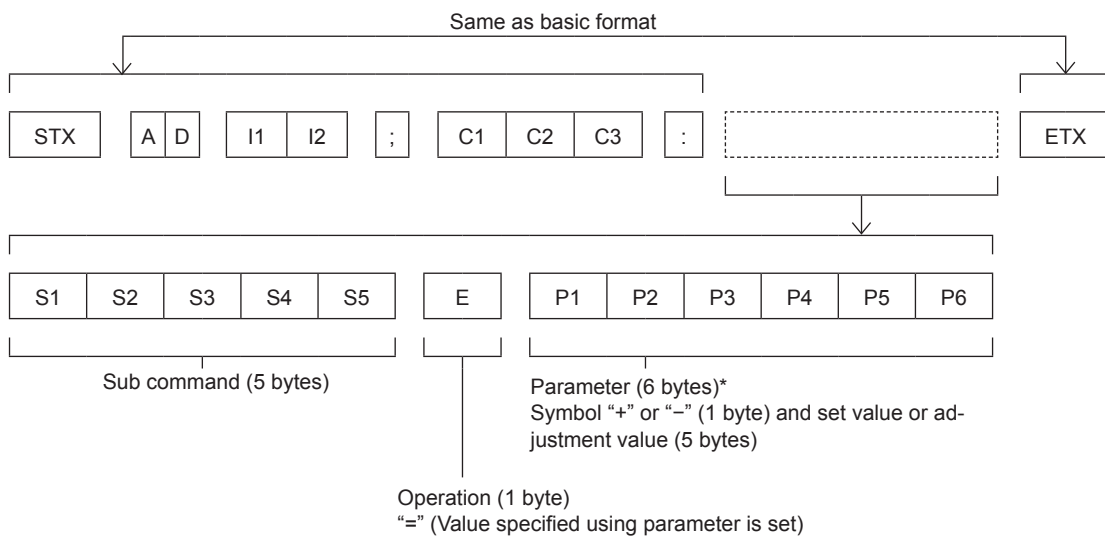 Same as basic format
STX A D I1 I2 ; C1 C2 C3 : ETX
S1 S2 S3 S4 S5 E P1 P2 P3 P4 P5 P6
Sub command (5 bytes)
Parameter (6 bytes)*
Symbol “+” or “−” (1 byte) and set value or ad-
justment value (5 bytes)
Operation (1 byte)
“=” (Value specified using parameter is set)